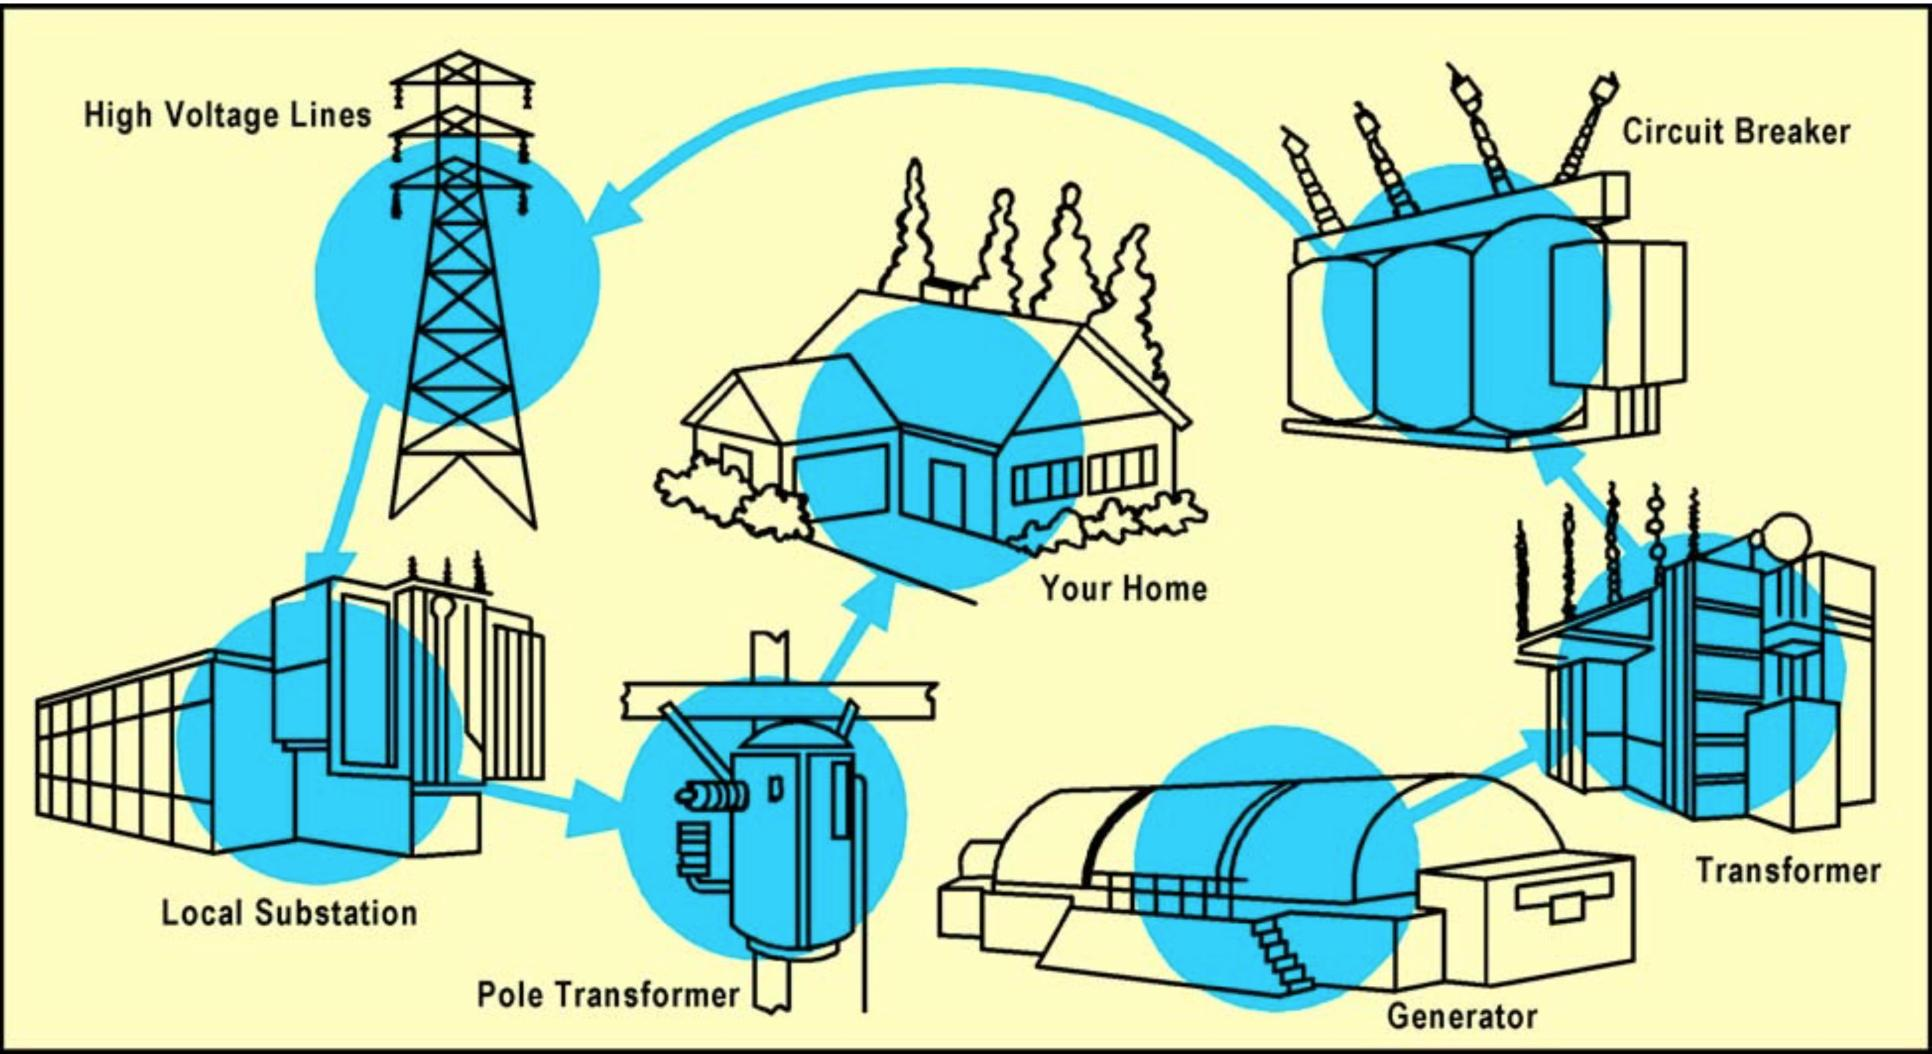 High Voltage Lines
Circuit Breaker
Your Home
Transformer
Local Substation
Pole Transformer
Generator